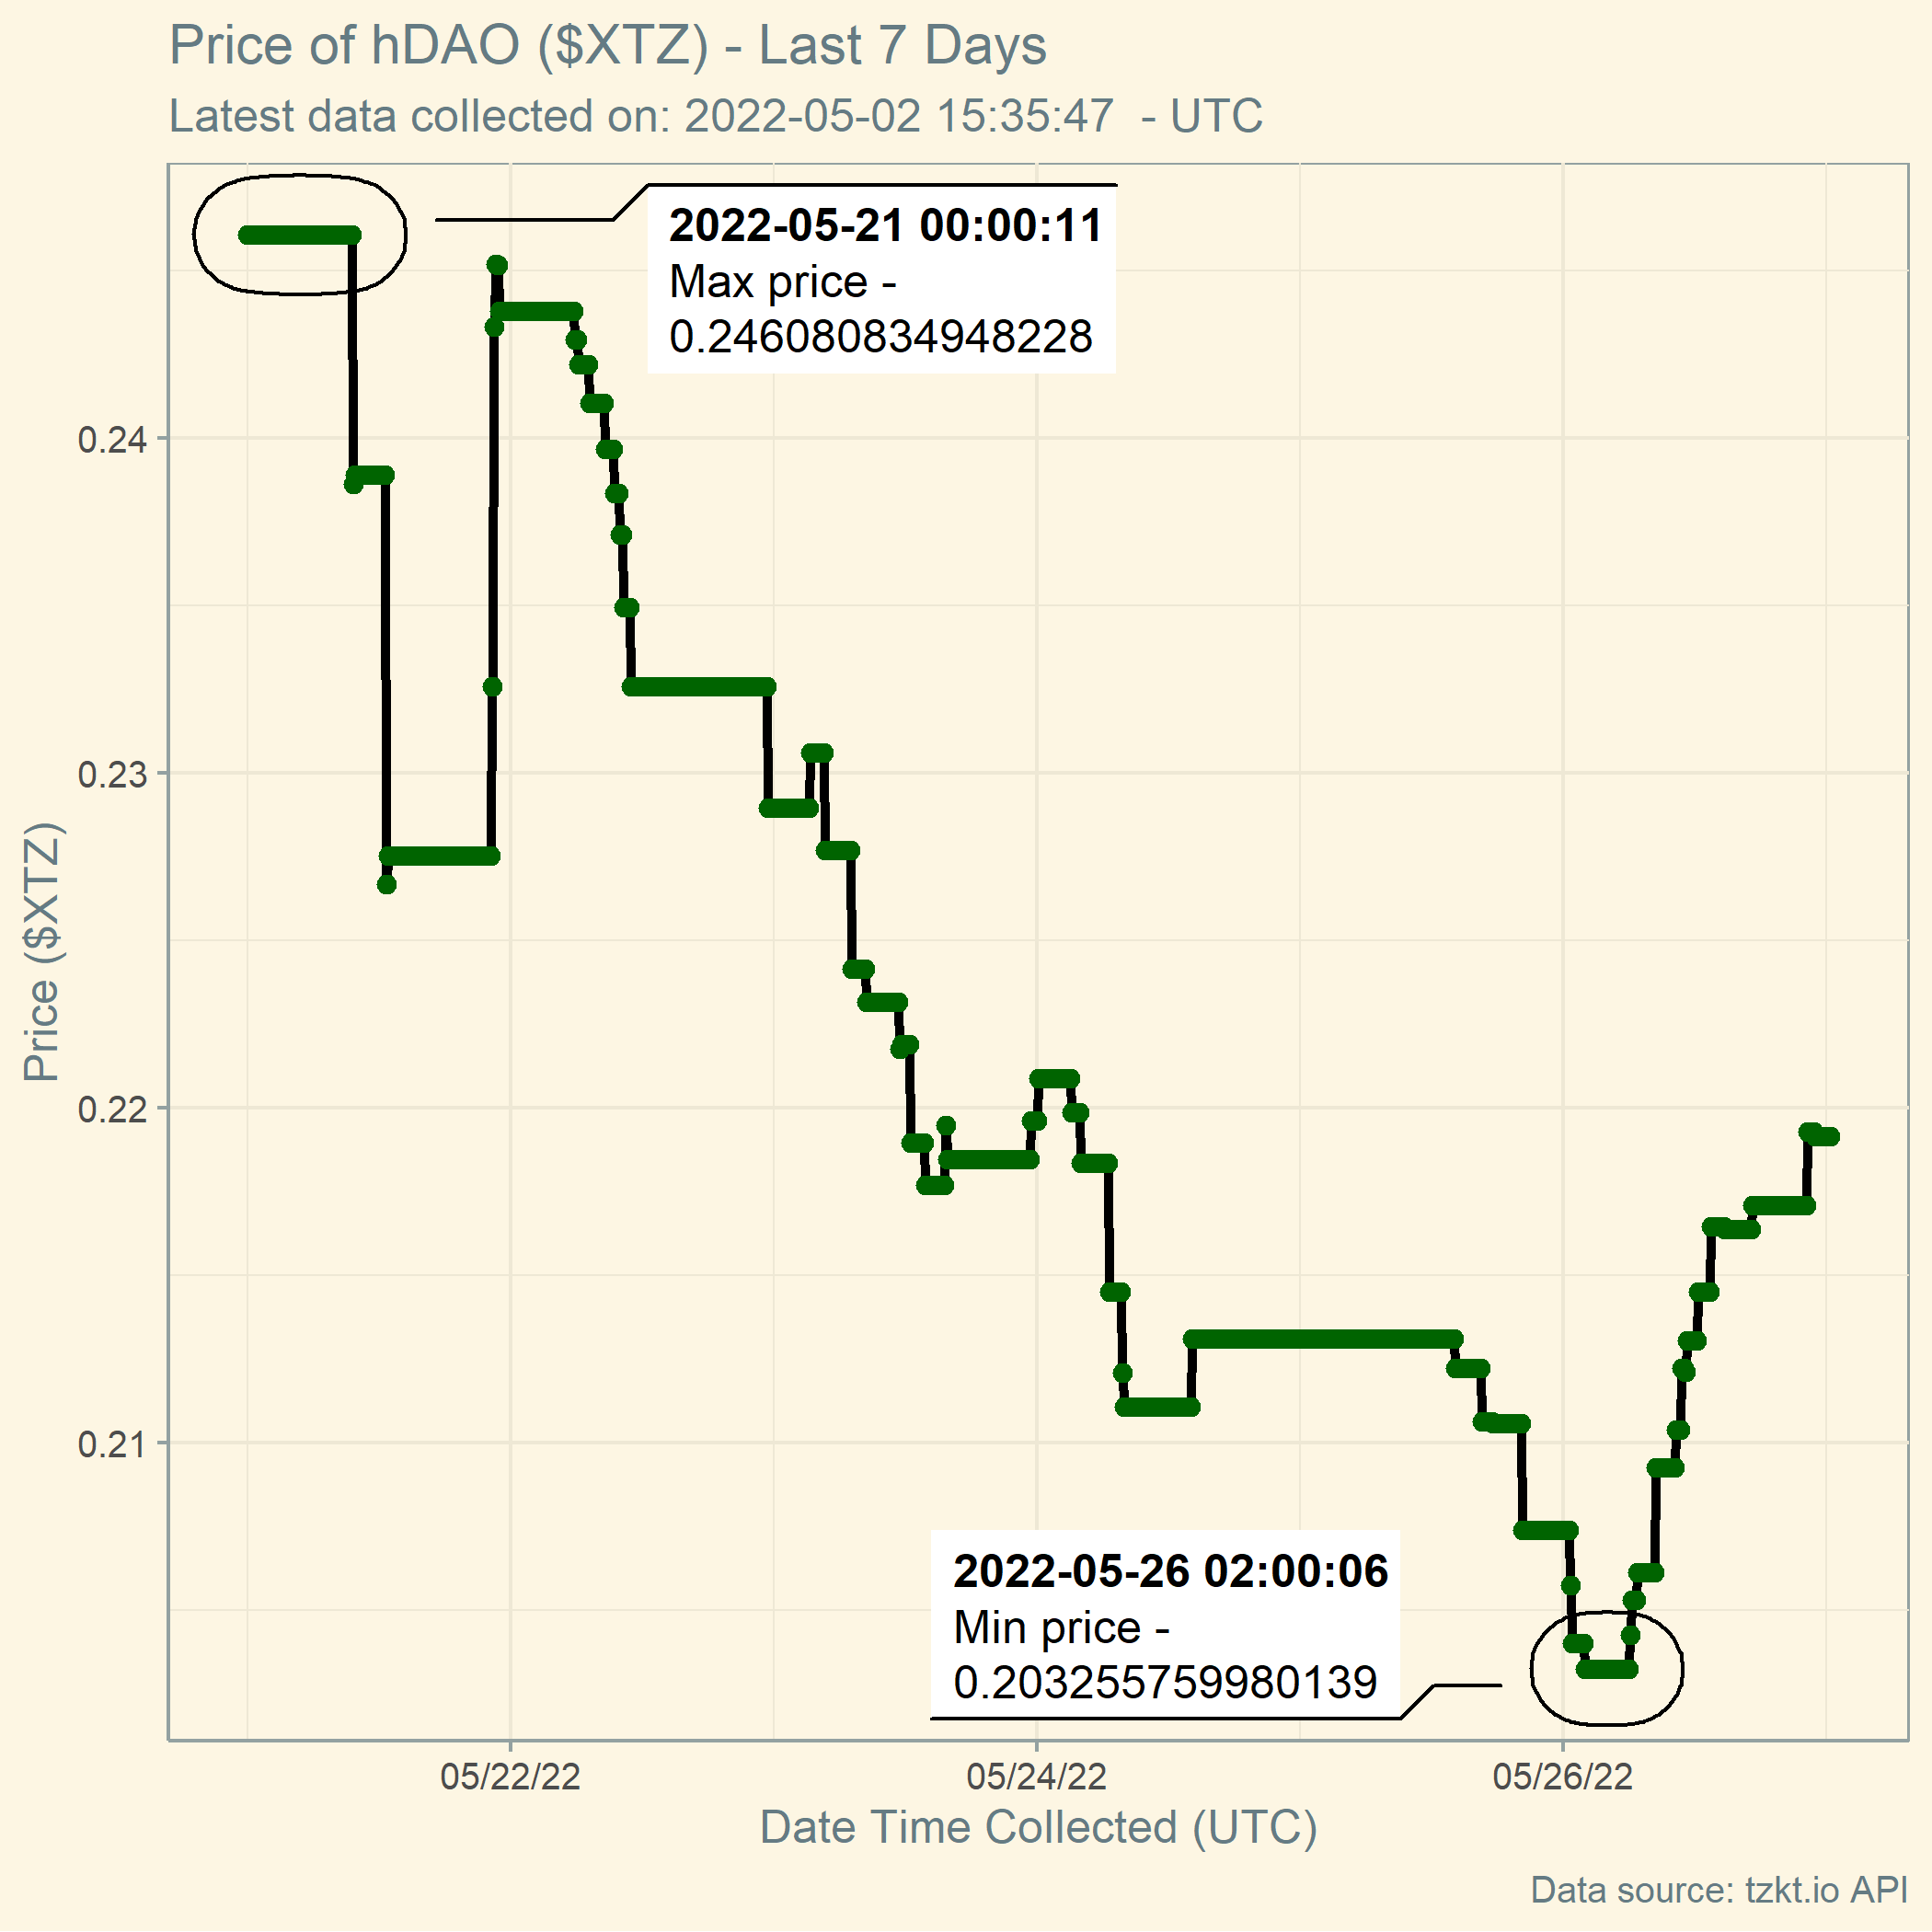 Price of hDAO ($XTZ) - Last 7 Days
Latest data collected on: 2022-05-02 15:35:47  - UTC
2022-05-21 00:00:11
Max price -
0.246080834948228
0.24
0.23
0.22
0.21
Price ($XTZ)
2022-05-26 02:00:06
Min price -
0.203255759980139
05/22/22
05/24/22
05/26/22
Date Time Collected (UTC)
Data source: tzkt.io API